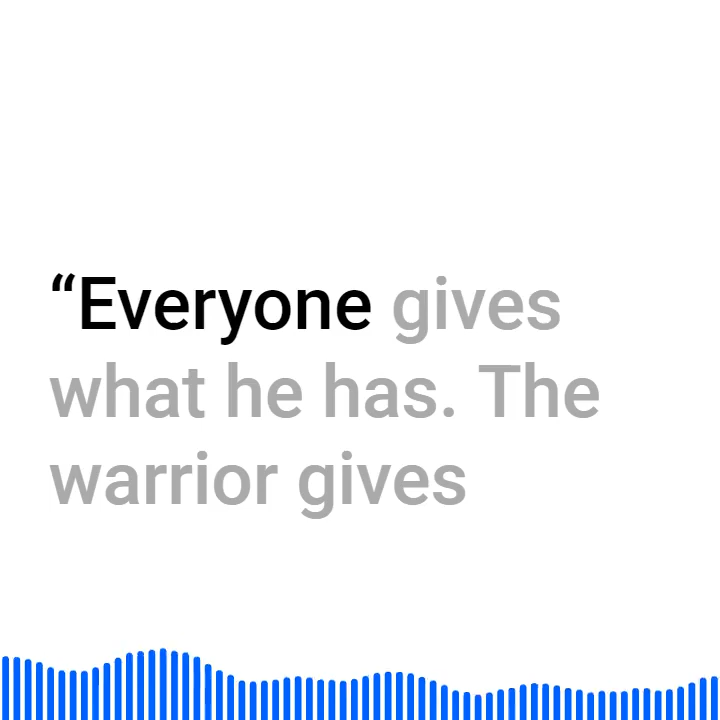 “Everyone gives
what he has. The
warrior gives